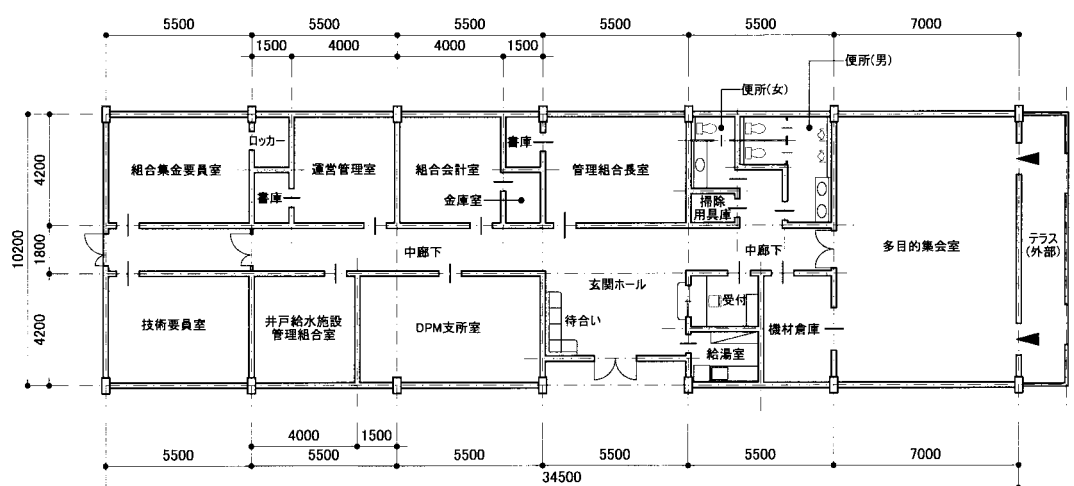 5500 5500 5500 5500 5500 7000
1500 4000 4000 1500
便所(男)
便所(女)
10200
4200
1800
4200
組合集金要員室
ロッカー
書庫
運営管理室
組合会計室
書庫
金庫室
管理組合長室
掃除
用具庫
中廊下
中廊下
多目的集会室
テラス
(外部)
玄関ホール
待合い
受付
給湯室
機材倉庫
技術要員室
井戸給水施設
管理組合室
DPM支所室
4000 1500
5500 5500 5500 5500 5500 7000
34500